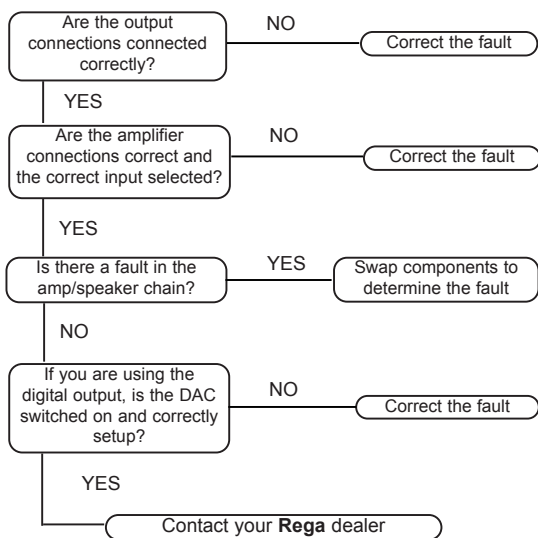 Are the output
connections connected
correctly?
NO
Correct the fault
YES
Are the amplifier
connections correct and
the correct input selected?
NO
Correct the fault
YES
Is there a fault in the
amp/speaker chain?
YES
Swap components to
determine the fault
NO
If you are using the
digital output, is the DAC
switched on and correctly
setup?
NO
Correct the fault
YES
Contact your Rega dealer